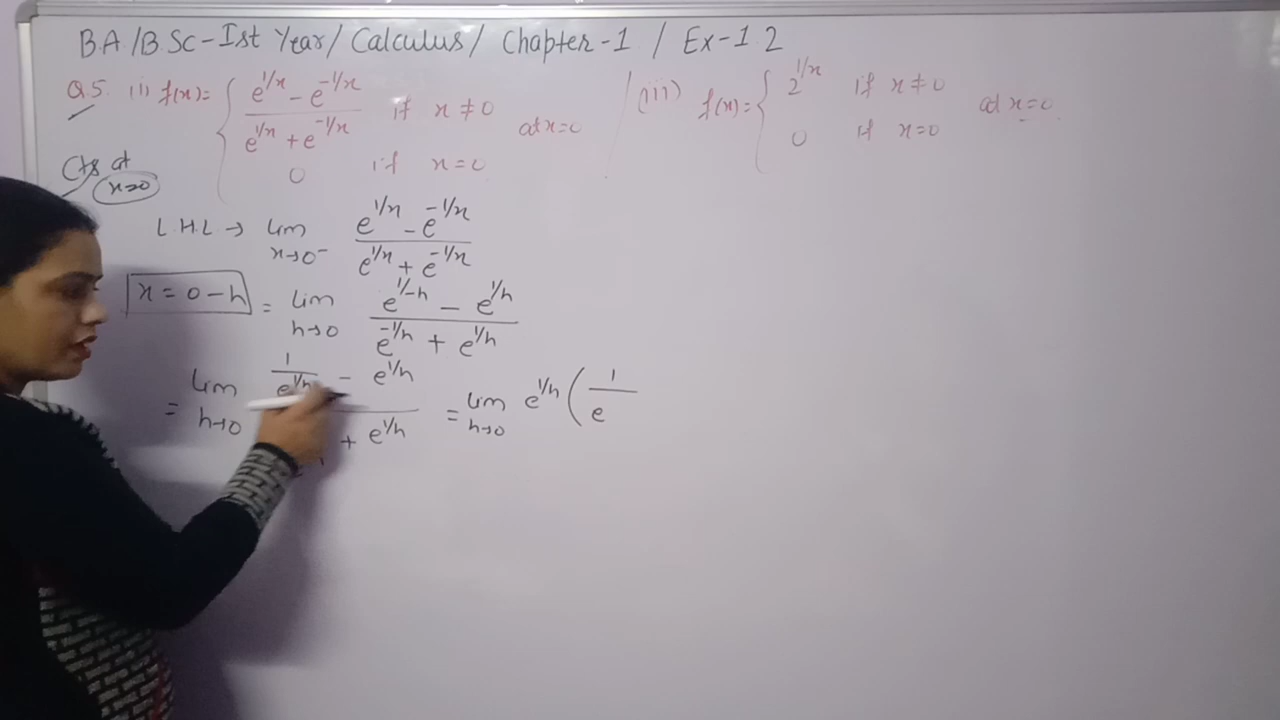 B.A/B.Sc-Ist Year/Calculus/Chapter-1/Ex-1.2
Q.5. (i) f(x)= { (e^{1/x} - e^{-1/x})/(e^{1/x} + e^{-1/x}) if x ≠ 0
0 if x=0 at x=0
(iii) f(x)= { 2^{1/x} if x ≠ 0
0 if x=0 at x=0
Cts at x=0
L.H.L → lim x→0⁻ (e^{1/x} - e^{-1/x})/(e^{1/x} + e^{-1/x})
x = 0-h = lim h→0 (e^{1/-h} - e^{1/h})/(e^{-1/h} + e^{1/h})
= lim h→0 1/e^{1/h} - e^{1/h} + e^{1/h} = lim h→0 e^{1/h} (1/e